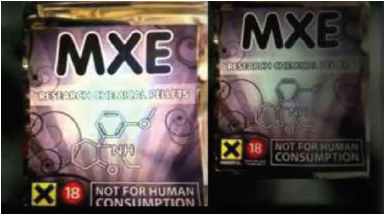 MXE
RESEARCH CHEMICAL PELLETS
NH
O
18
NOT FOR HUMAN
CONSUMPTION
MXE
RESEARCH CHEMICAL PELLETS
NH
O
18
NOT FOR HUMAN
CONSUMPTION